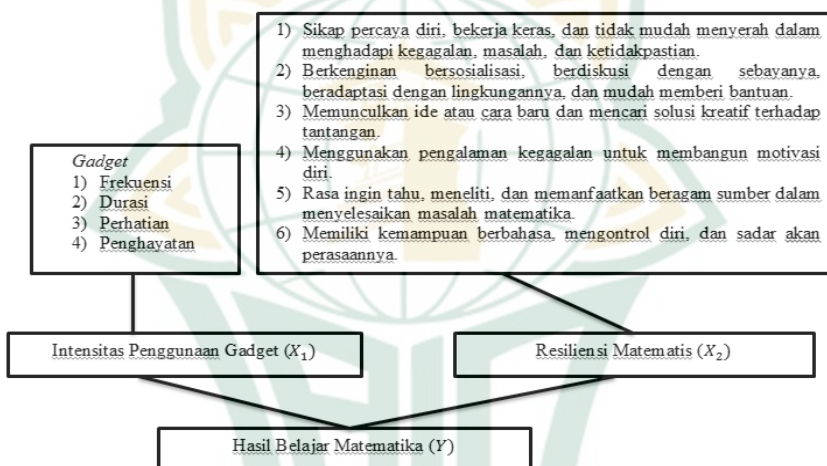 1) Sikap percaya diri, bekerja keras, dan tidak mudah menyerah dalam
menghadapi kegagalan, masalah, dan ketidakpastian.
2) Berkenginan bersosialisasi, berdiskusi dengan sebayanya,
beradaptasi dengan lingkungannya, dan mudah memberi bantuan.
3) Memunculkan ide atau cara baru dan mencari solusi kreatif terhadap
tantangan.
4) Menggunakan pengalaman kegagalan untuk membangun motivasi
diri.
5) Rasa ingin tahu, meneliti, dan memanfaatkan beragam sumber dalam
menyelesaikan masalah matematika.
6) Memiliki kemampuan berbahasa, mengontrol diri, dan sadar akan
perasaannya.
Gadget
1) Frekuensi
2) Durasi
3) Perhatian
4) Penghayatan
Intensitas Penggunaan Gadget (X₁)
Resiliensi Matematis (X₂)
Hasil Belajar Matematika (Y)